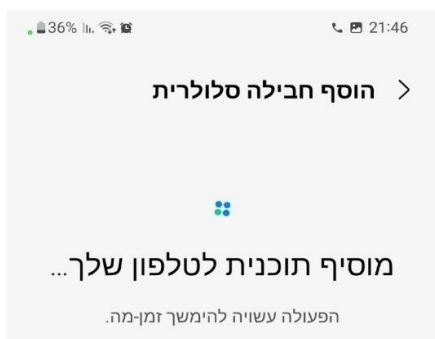 36% 21:46
הוסף חבילה סלולרית
מוסיף תוכנית לטלפון שלך...
הפעולה עשויה להימשך זמן-מה.